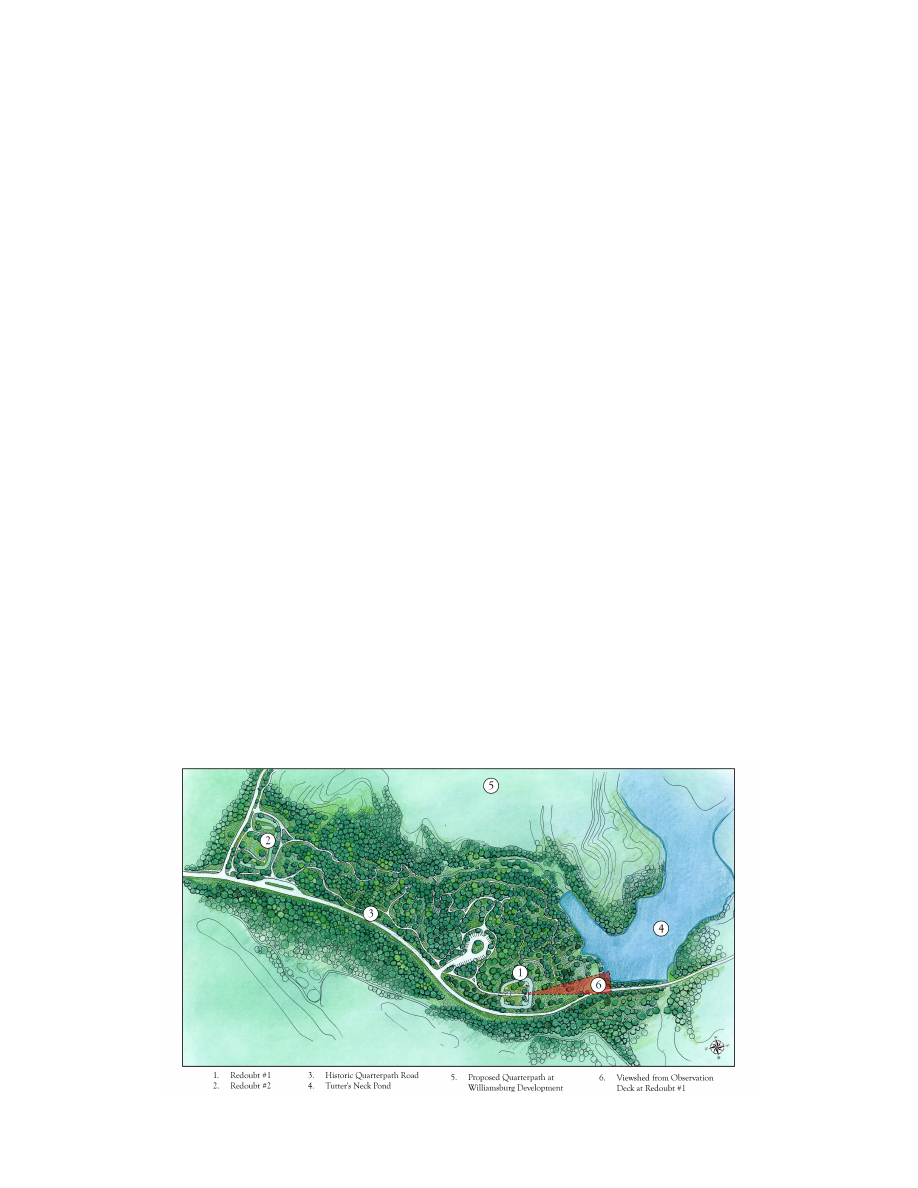 5
2
3
4
1
6
1. Redoubt #1
2. Redoubt #2
3. Historic Quarterpath Road
4. Tutter's Neck Pond
5. Proposed Quarterpath at
Williamsburg Development
6. Viewshed from Observation
Deck at Redoubt #1